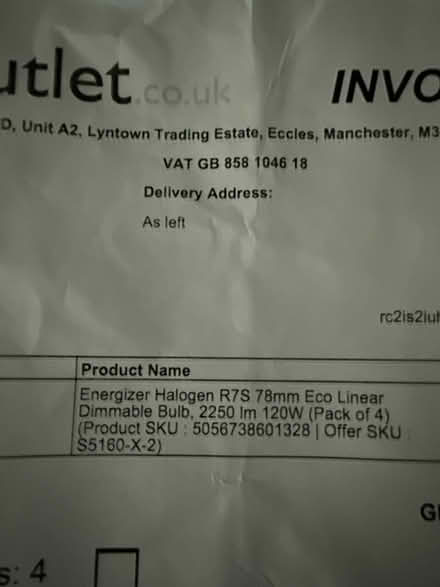 utlet.co.uk
INVO
D, Unit A2, Lyntown Trading Estate, Eccles, Manchester, M3
VAT GB 858 1046 18
Delivery Address:
As left
rc2is2iuh
Product Name
Energizer Halogen R7S 78mm Eco Linear
Dimmable Bulb, 2250 lm 120W (Pack of 4)
(Product SKU : 5056738601328 | Offer SKU :
S5160-X-2)
G
s: 4